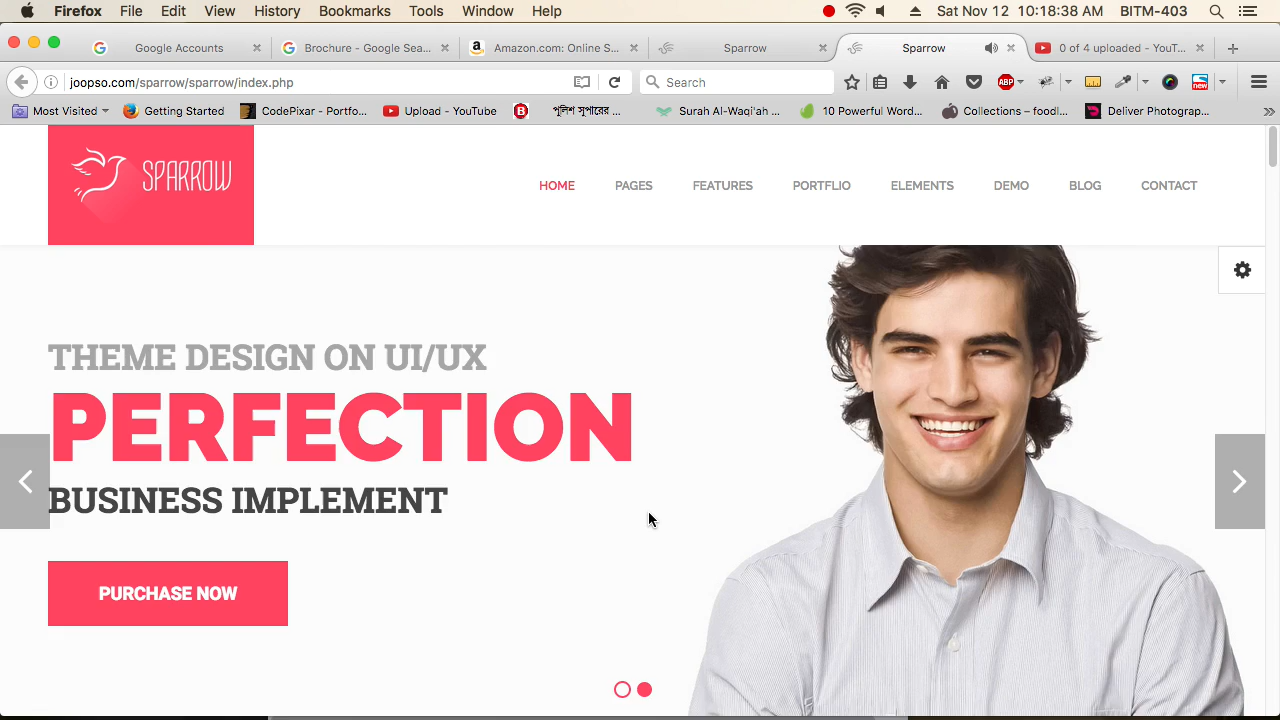 Firefox File Edit View History Bookmarks Tools Window Help Sat Nov 12 10:18:38 AM BITM-403
Google Accounts Brochure - Google Sea... Amazon.com: Online S... Sparrow Sparrow 0 of 4 uploaded - YouT...
joopso.com/sparrow/sparrow/index.php Search ABP new
Most Visited Getting Started CodePixar - Portfo... Upload - YouTube B পুলিশ সুপারের ... Surah Al-Waqi'ah ... 10 Powerful Word... Collections – foodl... Deliver Photograp...
SPARROW
HOME PAGES FEATURES PORTFLIO ELEMENTS DEMO BLOG CONTACT
THEME DESIGN ON UI/UX
PERFECTION
BUSINESS IMPLEMENT
PURCHASE NOW